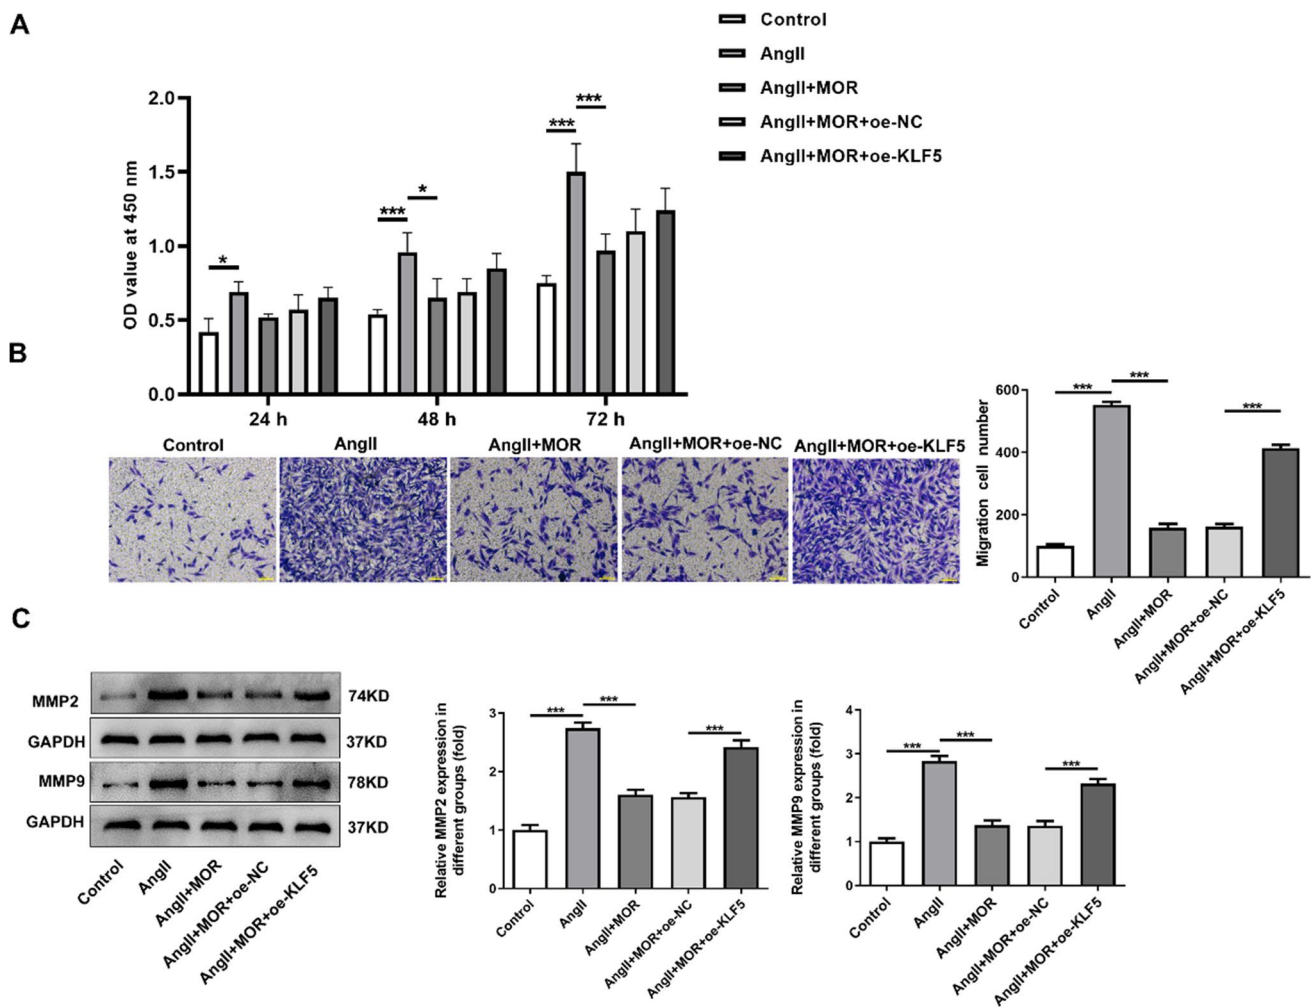 A
Control
AngII
AngII+MOR
AngII+MOR+oe-NC
AngII+MOR+oe-KLF5
OD value at 450 nm
2.0
1.5
1.0
0.5
0.0
*
***
*
***
***
24 h
48 h
72 h
B
Control
AngII
AngII+MOR
AngII+MOR+oe-NC
AngII+MOR+oe-KLF5
Migration cell number
600
400
200
0
***
***
***
Control
AngII
AngII+MOR
AngII+MOR+oe-NC
AngII+MOR+oe-KLF5
C
MMP2
74KD
GAPDH
37KD
MMP9
78KD
GAPDH
37KD
Control
AngII
AngII+MOR
AngII+MOR+oe-NC
AngII+MOR+oe-KLF5
Relative MMP2 expression in
different groups (fold)
3
2
1
0
***
***
***
Control
AngII
AngII+MOR
AngII+MOR+oe-NC
AngII+MOR+oe-KLF5
Relative MMP9 expression in
different groups (fold)
4
3
2
1
0
***
***
***
Control
AngII
AngII+MOR
AngII+MOR+oe-NC
AngII+MOR+oe-KLF5